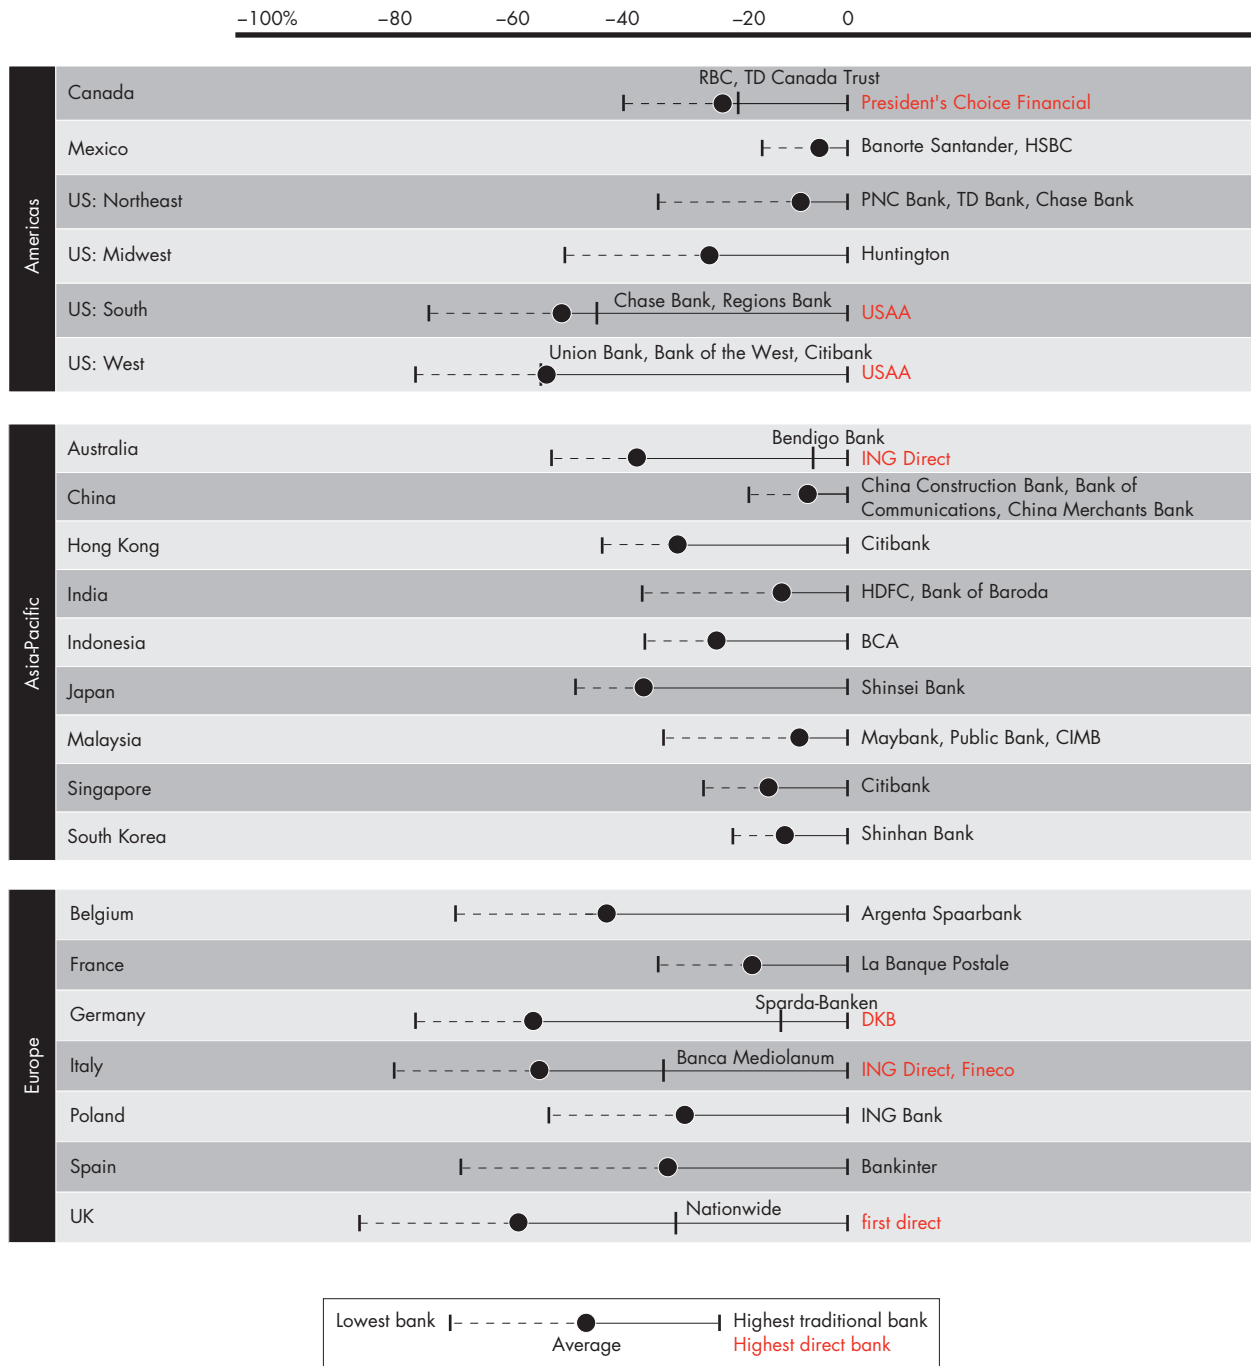 –100% –80 –60 –40 –20 0
Americas
Canada
RBC, TD Canada Trust
President's Choice Financial
Mexico
Banorte Santander, HSBC
US: Northeast
PNC Bank, TD Bank, Chase Bank
US: Midwest
Huntington
US: South
Chase Bank, Regions Bank
USAA
US: West
Union Bank, Bank of the West, Citibank
USAA
Asia-Pacific
Australia
Bendigo Bank
ING Direct
China
China Construction Bank, Bank of
Communications, China Merchants Bank
Hong Kong
Citibank
India
HDFC, Bank of Baroda
Indonesia
BCA
Japan
Shinsei Bank
Malaysia
Maybank, Public Bank, CIMB
Singapore
Citibank
South Korea
Shinhan Bank
Europe
Belgium
Argenta Spaarbank
France
La Banque Postale
Germany
Sparda-Banken
DKB
Italy
Banca Mediolanum
ING Direct, Fineco
Poland
ING Bank
Spain
Bankinter
UK
Nationwide
first direct
Lowest bank
Average
Highest traditional bank
Highest direct bank